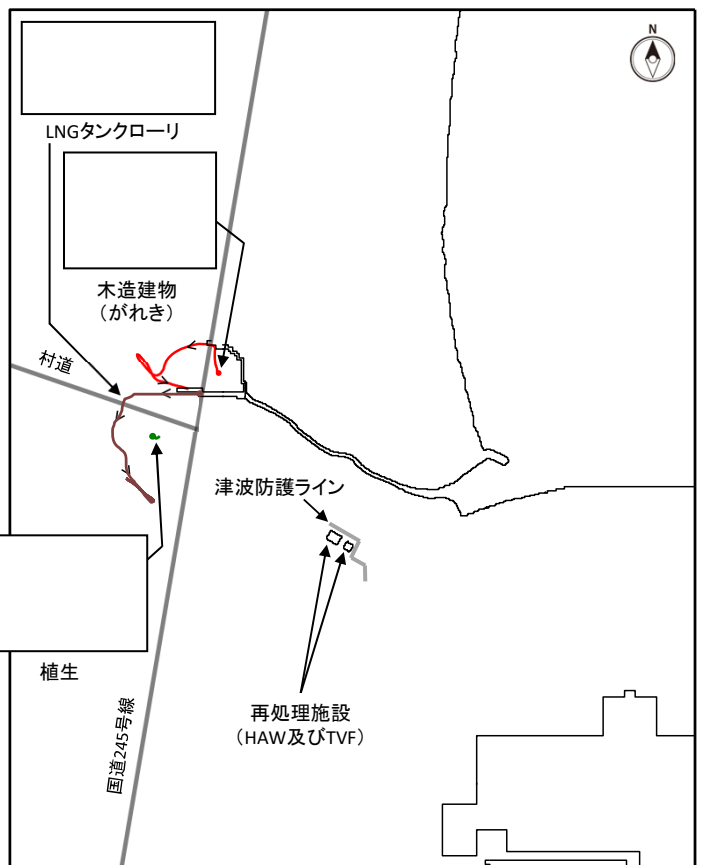 N
LNGタンクローリ
木造建物
（がれき）
村道
津波防護ライン
植生
国道245号線
再処理施設
（HAW及びTVF）